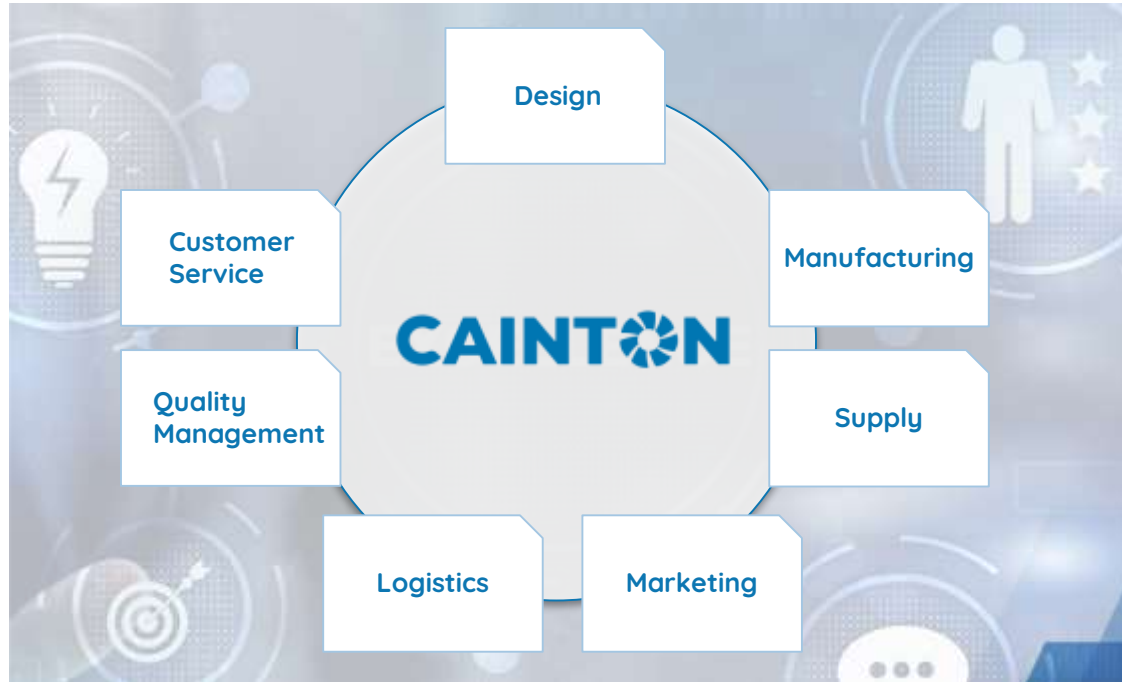 Design
Customer
Service
Manufacturing
CAINTON
Quality
Management
Supply
Logistics
Marketing